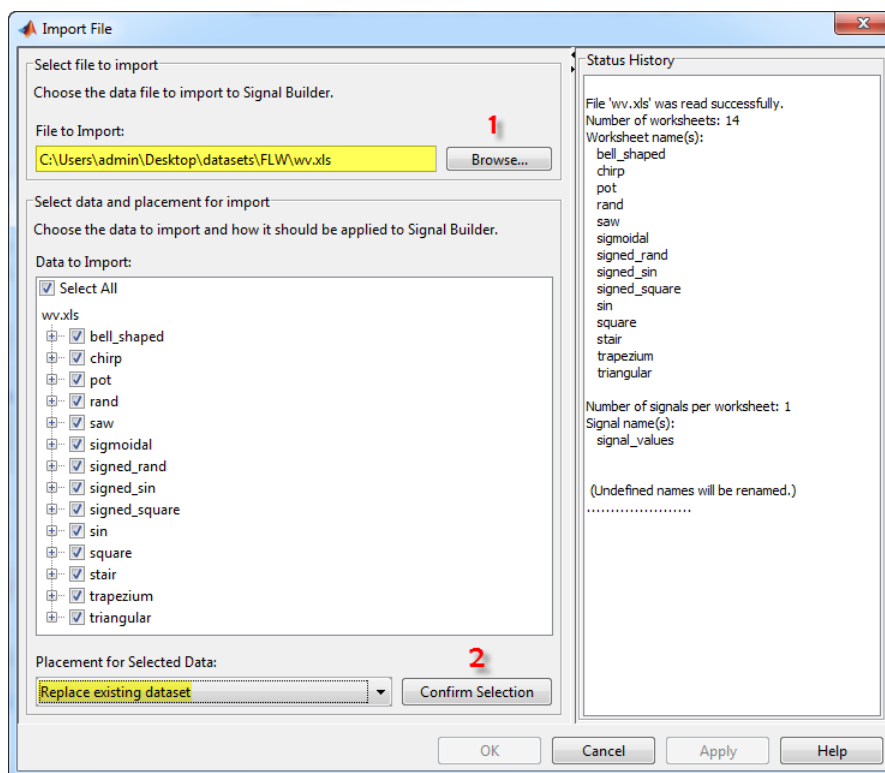 Import File
Select file to import
Choose the data file to import to Signal Builder.
File to Import:
1
C:\Users\admin\Desktop\datasets\FLW\wv.xls
Browse...
Select data and placement for import
Choose the data to import and how it should be applied to Signal Builder.
Data to Import:
Select All
wv.xls
bell_shaped
chirp
pot
rand
saw
sigmoidal
signed_rand
signed_sin
signed_square
sin
square
stair
trapezium
triangular
Placement for Selected Data:
2
Replace existing dataset
Confirm Selection
Status History
File 'wv.xls' was read successfully.
Number of worksheets: 14
Worksheet name(s):
bell_shaped
chirp
pot
rand
saw
sigmoidal
signed_rand
signed_sin
signed_square
sin
square
stair
trapezium
triangular
Number of signals per worksheet: 1
Signal name(s):
signal_values
(Undefined names will be renamed.)
......................
OK
Cancel
Apply
Help